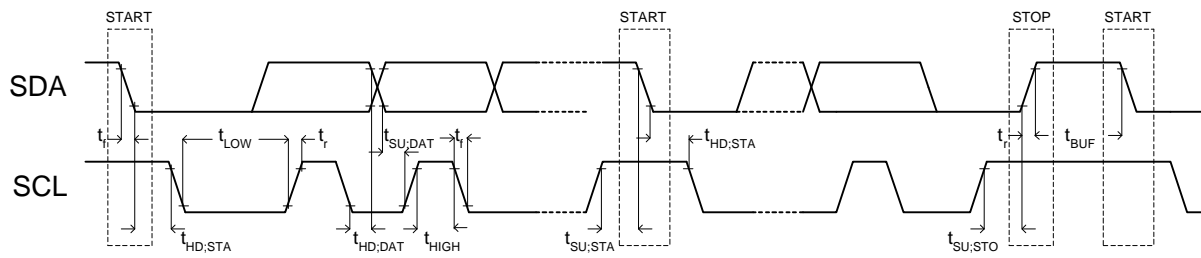 START START STOP START
SDA
t_f t_LOW t_r t_SU;DAT t_f t_HD;STA t_r t_BUF
SCL
t_HD;STA t_HD;DAT t_HIGH t_SU;STA t_SU;STO